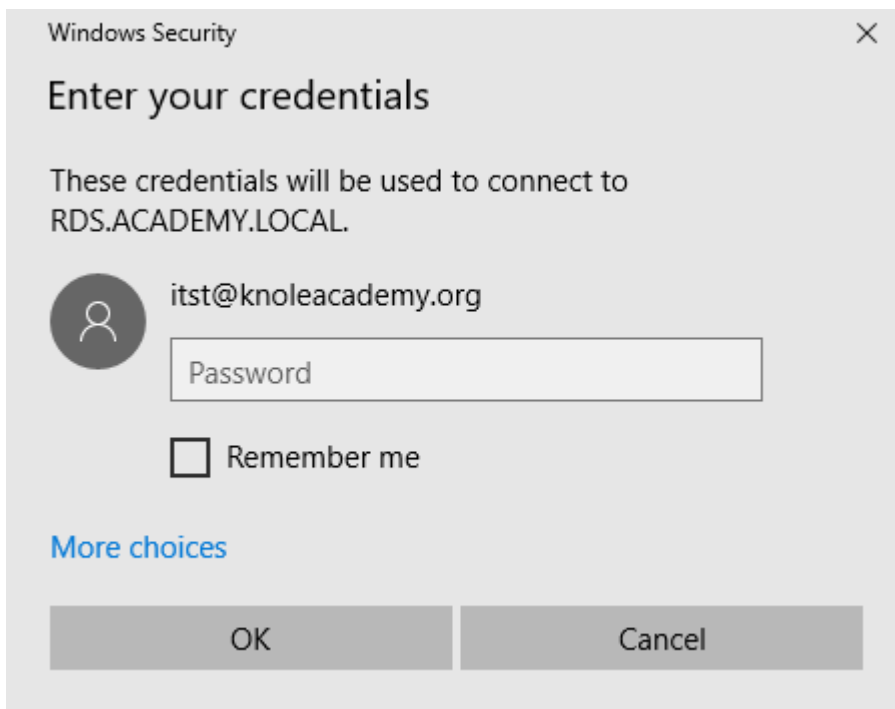 Windows Security
Enter your credentials
These credentials will be used to connect to
RDS.ACADEMY.LOCAL.
itst@knoleacademy.org
Password
Remember me
More choices
OK
Cancel